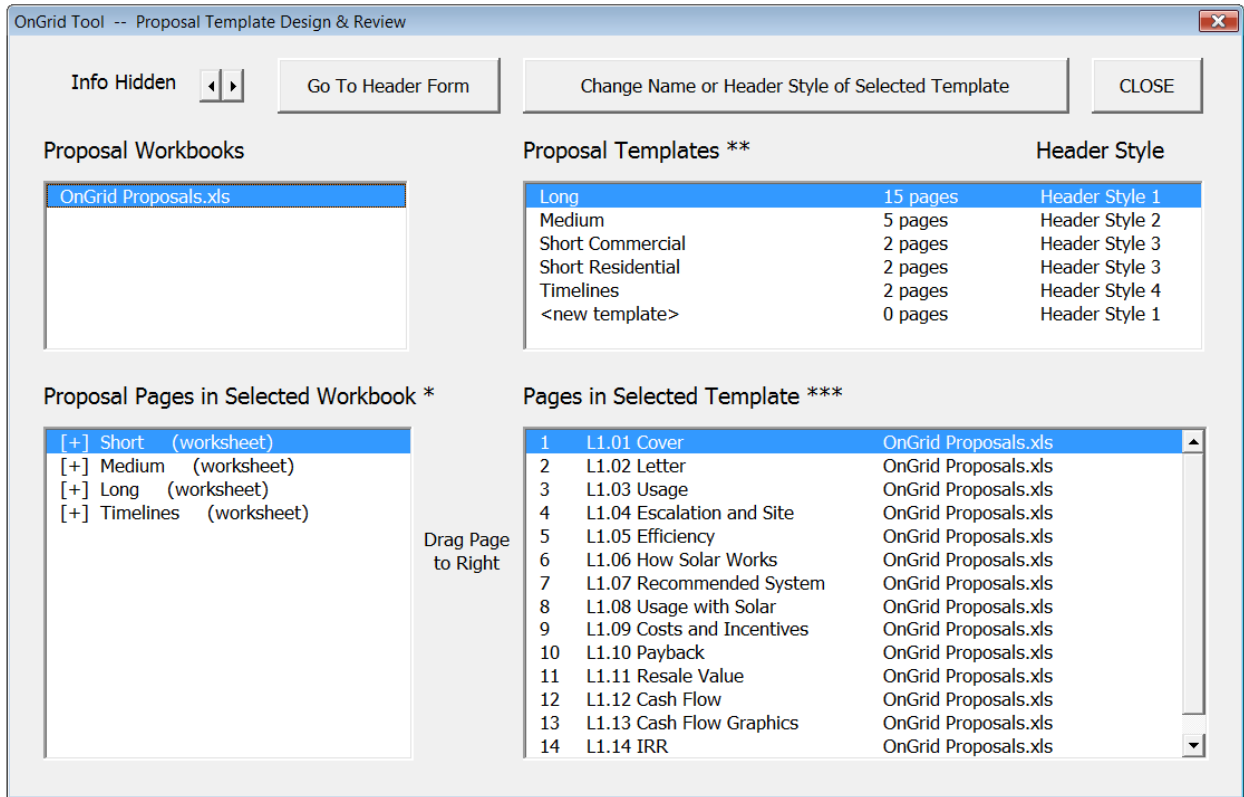 OnGrid Tool -- Proposal Template Design & Review
Info Hidden
Go To Header Form
Change Name or Header Style of Selected Template
CLOSE
Proposal Workbooks
OnGrid Proposals.xls
Proposal Templates **
Header Style
Long 15 pages Header Style 1
Medium 5 pages Header Style 2
Short Commercial 2 pages Header Style 3
Short Residential 2 pages Header Style 3
Timelines 2 pages Header Style 4
<new template> 0 pages Header Style 1
Proposal Pages in Selected Workbook *
[+] Short (worksheet)
[+] Medium (worksheet)
[+] Long (worksheet)
[+] Timelines (worksheet)
Drag Page
to Right
Pages in Selected Template ***
1 L1.01 Cover OnGrid Proposals.xls
2 L1.02 Letter OnGrid Proposals.xls
3 L1.03 Usage OnGrid Proposals.xls
4 L1.04 Escalation and Site OnGrid Proposals.xls
5 L1.05 Efficiency OnGrid Proposals.xls
6 L1.06 How Solar Works OnGrid Proposals.xls
7 L1.07 Recommended System OnGrid Proposals.xls
8 L1.08 Usage with Solar OnGrid Proposals.xls
9 L1.09 Costs and Incentives OnGrid Proposals.xls
10 L1.10 Payback OnGrid Proposals.xls
11 L1.11 Resale Value OnGrid Proposals.xls
12 L1.12 Cash Flow OnGrid Proposals.xls
13 L1.13 Cash Flow Graphics OnGrid Proposals.xls
14 L1.14 IRR OnGrid Proposals.xls